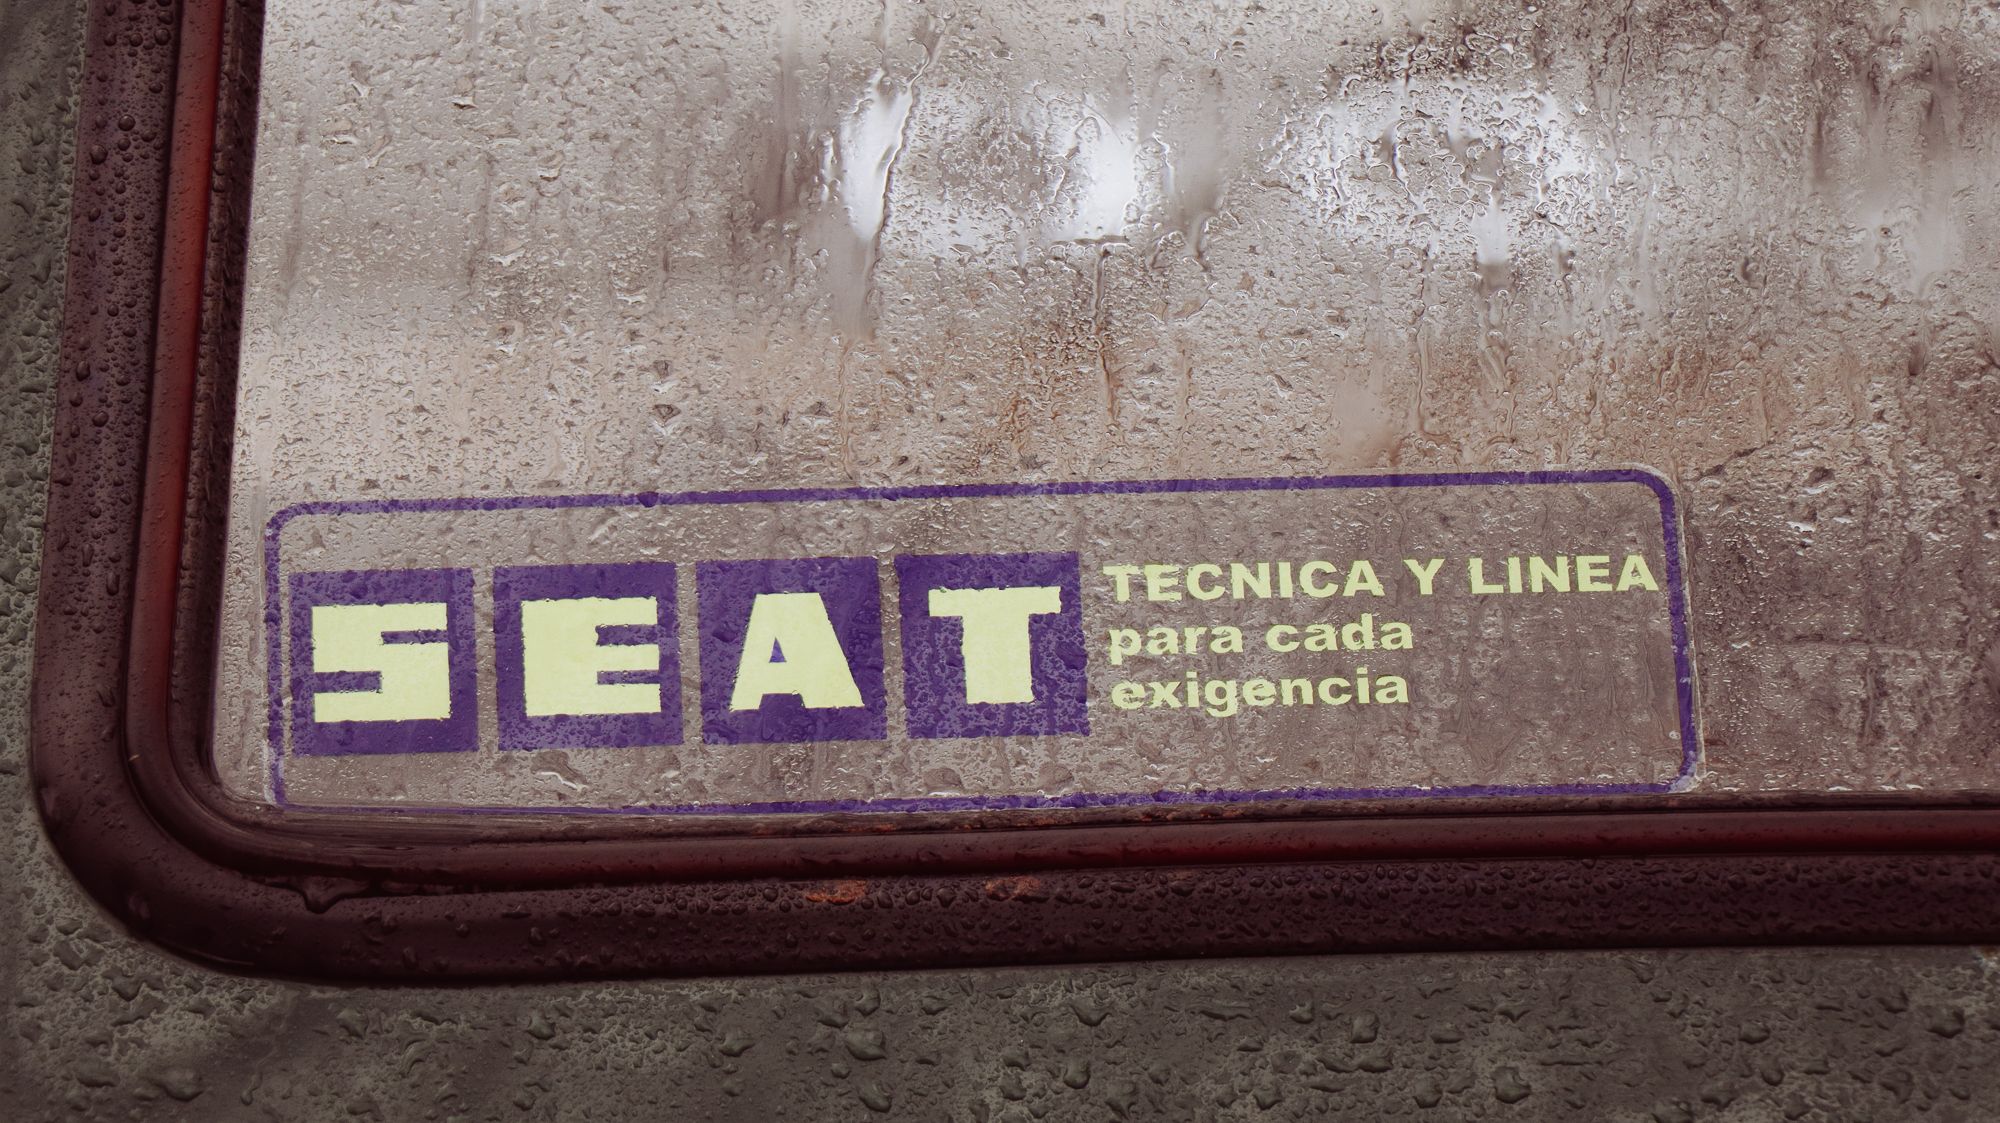 SEAT
TECNICA Y LINEA
para cada
exigencia